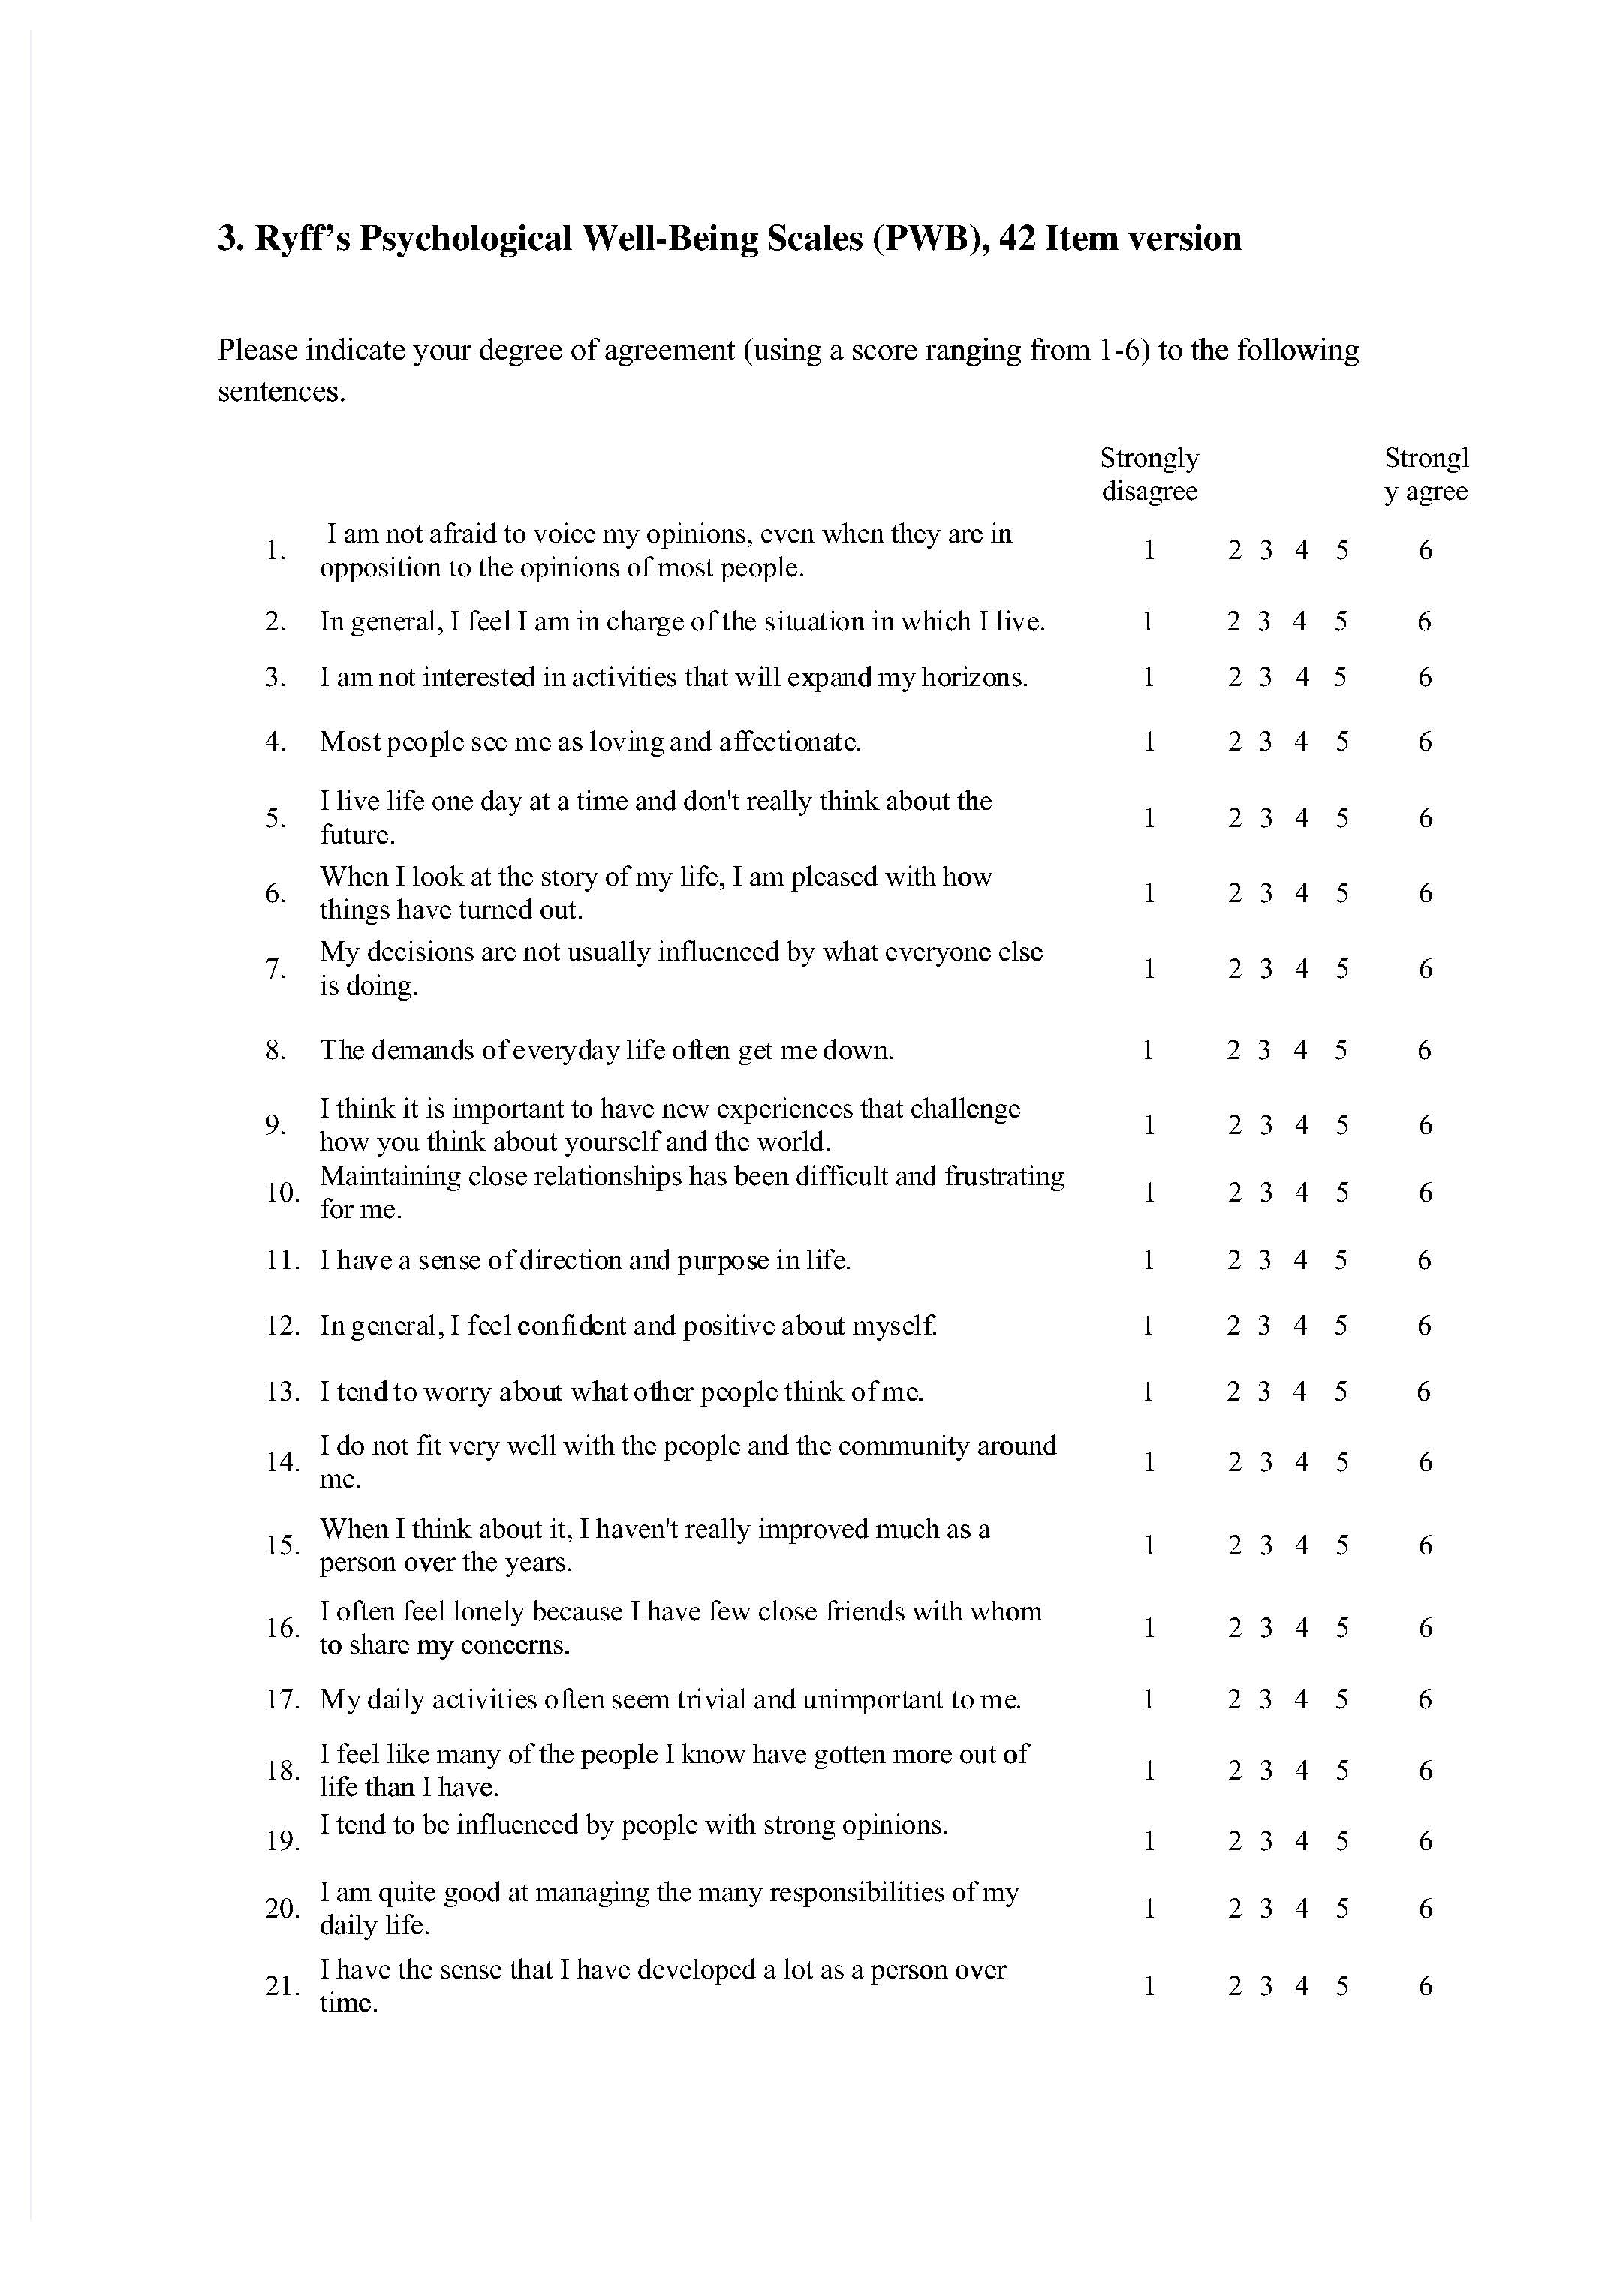 3. Ryff’s Psychological Well-Being Scales (PWB), 42 Item version
Please indicate your degree of agreement (using a score ranging from 1-6) to the following
sentences.
Strongly Strongl
disagree y agree
1. I am not afraid to voice my opinions, even when they are in
opposition to the opinions of most people. 1 2 3 4 5 6
2. In general, I feel I am in charge of the situation in which I live. 1 2 3 4 5 6
3. I am not interested in activities that will expand my horizons. 1 2 3 4 5 6
4. Most people see me as loving and affectionate. 1 2 3 4 5 6
5. I live life one day at a time and don't really think about the
future. 1 2 3 4 5 6
6. When I look at the story of my life, I am pleased with how
things have turned out. 1 2 3 4 5 6
7. My decisions are not usually influenced by what everyone else
is doing. 1 2 3 4 5 6
8. The demands of everyday life often get me down. 1 2 3 4 5 6
9. I think it is important to have new experiences that challenge
how you think about yourself and the world. 1 2 3 4 5 6
10. Maintaining close relationships has been difficult and frustrating
for me. 1 2 3 4 5 6
11. I have a sense of direction and purpose in life. 1 2 3 4 5 6
12. In general, I feel confident and positive about myself. 1 2 3 4 5 6
13. I tend to worry about what other people think of me. 1 2 3 4 5 6
14. I do not fit very well with the people and the community around
me. 1 2 3 4 5 6
15. When I think about it, I haven't really improved much as a
person over the years. 1 2 3 4 5 6
16. I often feel lonely because I have few close friends with whom
to share my concerns. 1 2 3 4 5 6
17. My daily activities often seem trivial and unimportant to me. 1 2 3 4 5 6
18. I feel like many of the people I know have gotten more out of
life than I have. 1 2 3 4 5 6
19. I tend to be influenced by people with strong opinions. 1 2 3 4 5 6
20. I am quite good at managing the many responsibilities of my
daily life. 1 2 3 4 5 6
21. I have the sense that I have developed a lot as a person over
time. 1 2 3 4 5 6